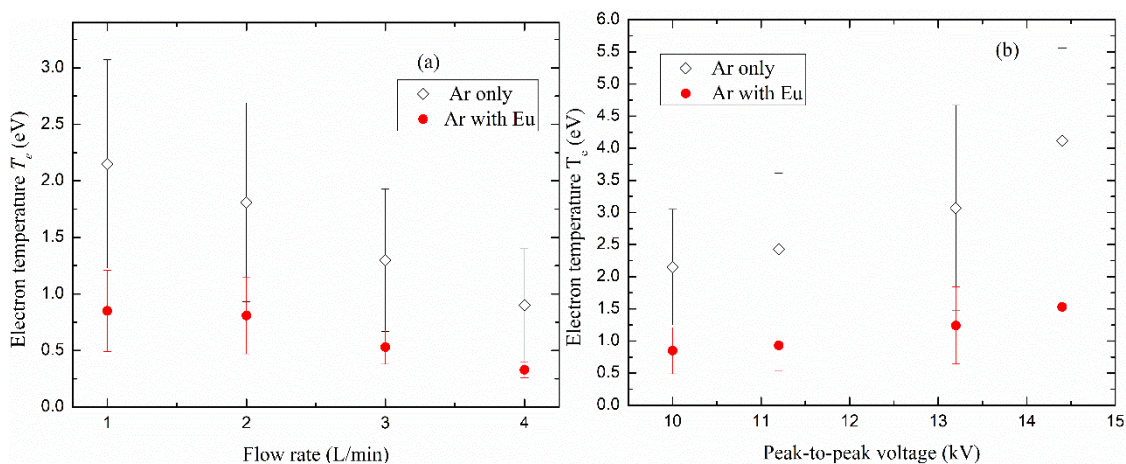 (a)
Ar only
Ar with Eu
Electron temperature T_e (eV)
3.0
2.5
2.0
1.5
1.0
0.5
0.0
1 2 3 4
Flow rate (L/min)
(b)
Ar only
Ar with Eu
Electron temperature T_e (eV)
6.0
5.5
5.0
4.5
4.0
3.5
3.0
2.5
2.0
1.5
1.0
0.5
0.0
10 11 12 13 14 15
Peak-to-peak voltage (kV)